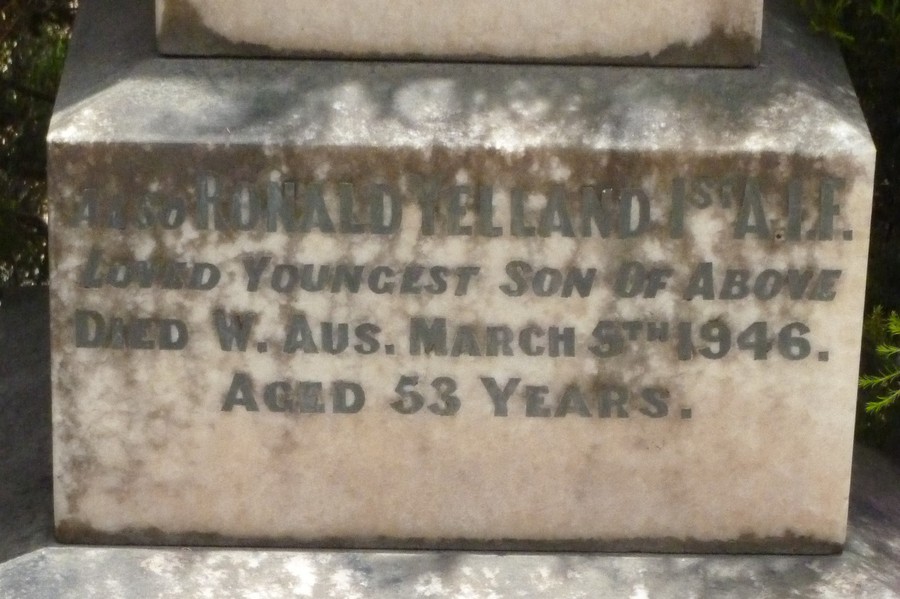 Also Ronald Yelland 1st A.I.F.
Loved Youngest Son Of Above
Died W. Aus. March 5th 1946.
Aged 53 Years.